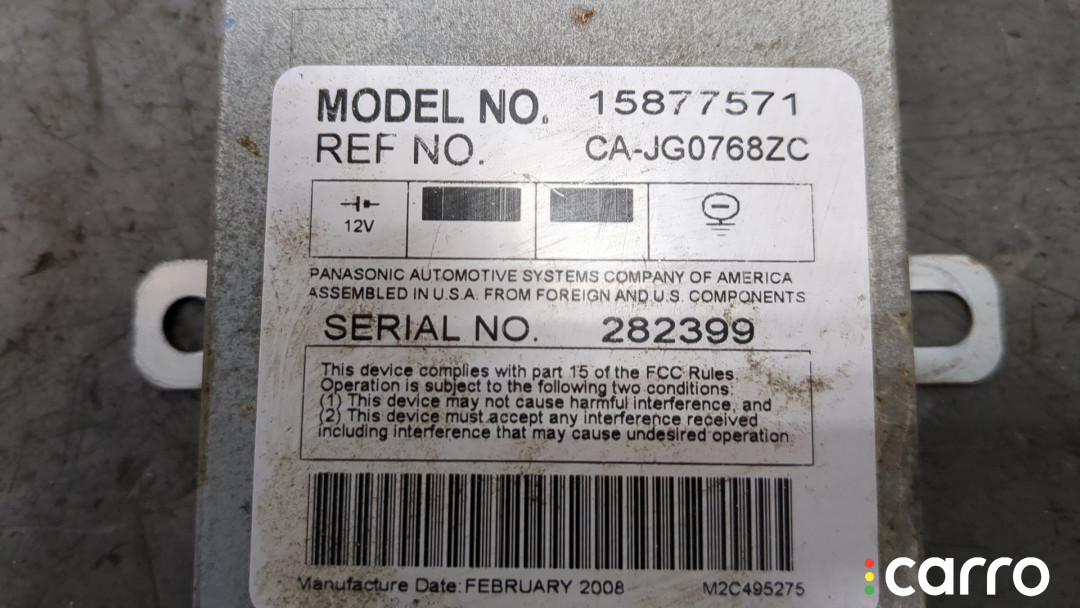 MODEL NO. 15877571
REF NO. CA-JG0768ZC
12V
PANASONIC AUTOMOTIVE SYSTEMS COMPANY OF AMERICA
ASSEMBLED IN U.S.A. FROM FOREIGN AND U.S. COMPONENTS
SERIAL NO. 282399
This device complies with part 15 of the FCC Rules.
Operation is subject to the following two conditions:
(1) This device may not cause harmful interference, and
(2) This device must accept any interference received
including interference that may cause undesired operation.
Manufacture Date: FEBRUARY 2008 M2C495275
carro